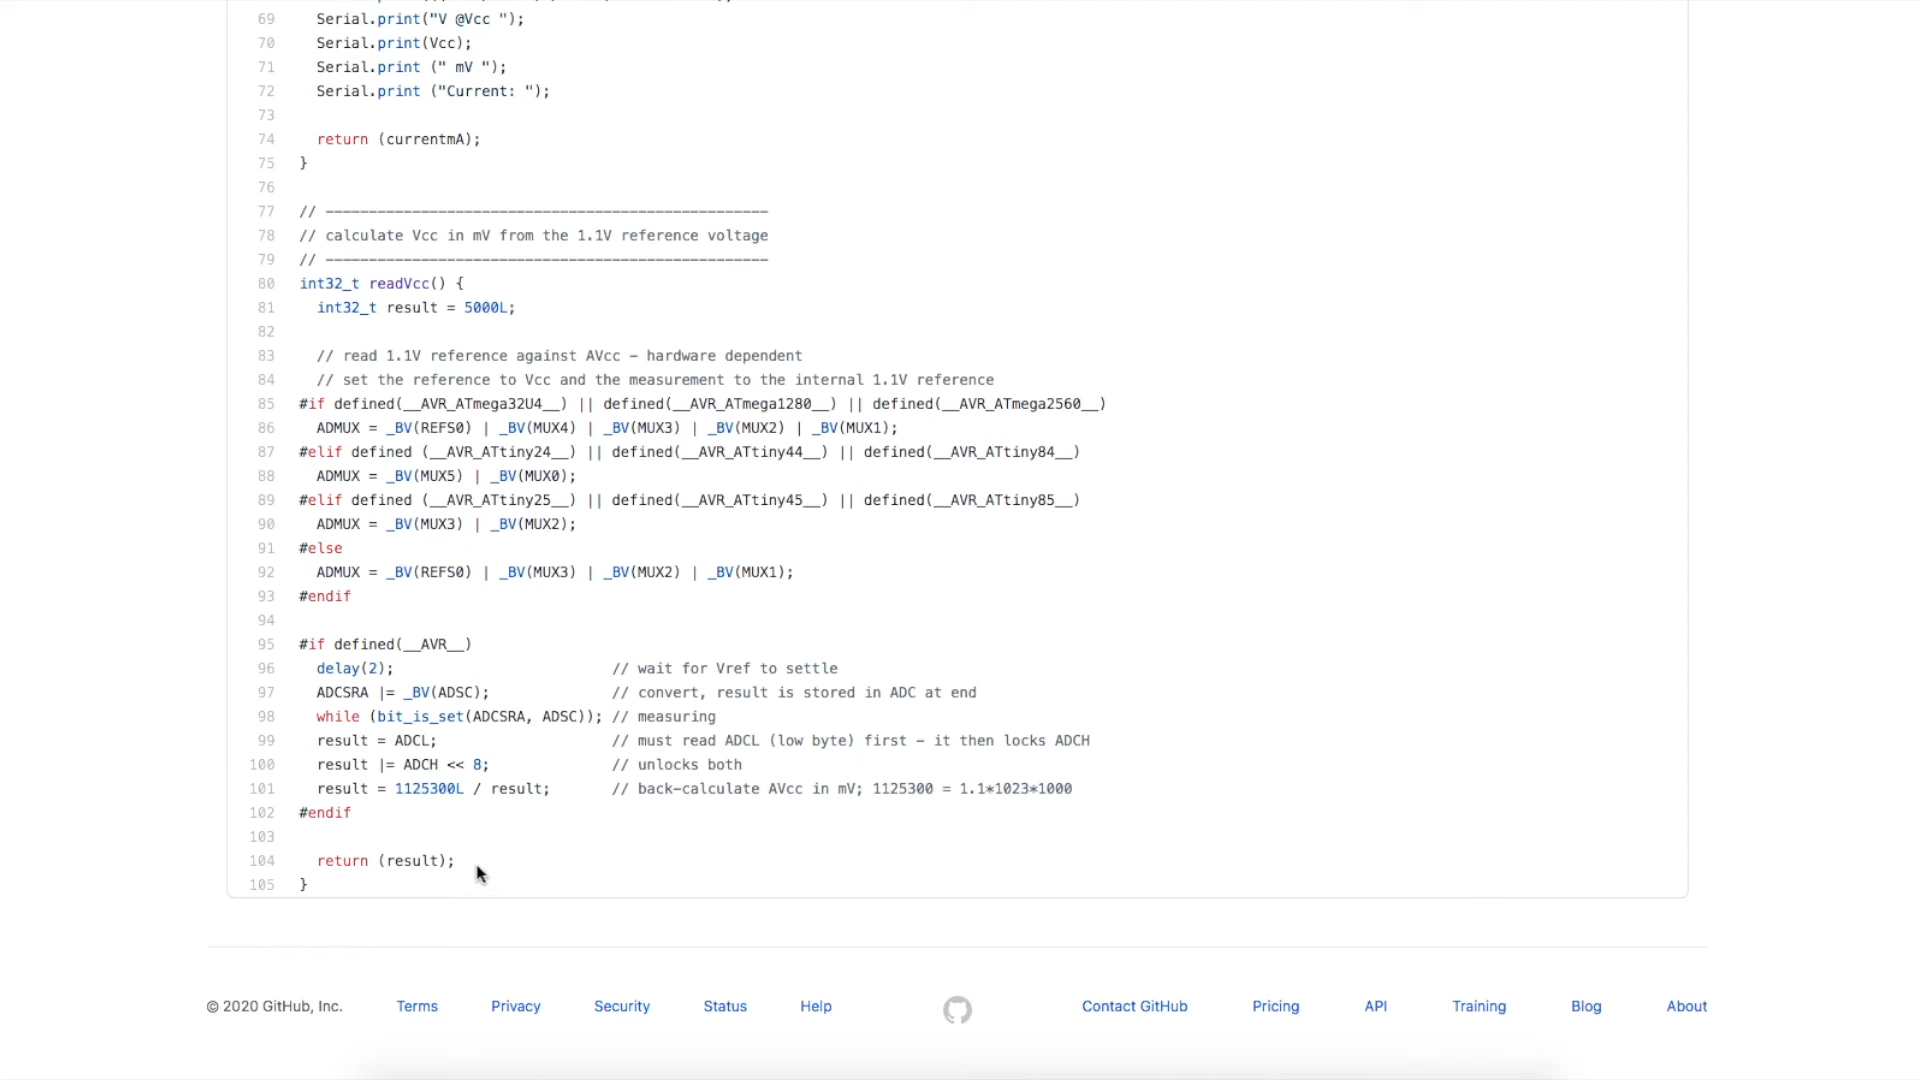 69 Serial.print("V @Vcc ");
70 Serial.print(Vcc);
71 Serial.print (" mV ");
72 Serial.print ("Current: ");
73
74 return (currentmA);
75 }
76
77 // ---------------------------------------------------
78 // calculate Vcc in mV from the 1.1V reference voltage
79 // ---------------------------------------------------
80 int32_t readVcc() {
81 int32_t result = 5000L;
82
83 // read 1.1V reference against AVcc - hardware dependent
84 // set the reference to Vcc and the measurement to the internal 1.1V reference
85 #if defined(__AVR_ATmega32U4__) || defined(__AVR_ATmega1280__) || defined(__AVR_ATmega2560__)
86 ADMUX = _BV(REFS0) | _BV(MUX4) | _BV(MUX3) | _BV(MUX2) | _BV(MUX1);
87 #elif defined (__AVR_ATtiny24__) || defined(__AVR_ATtiny44__) || defined(__AVR_ATtiny84__)
88 ADMUX = _BV(MUX5) | _BV(MUX0);
89 #elif defined (__AVR_ATtiny25__) || defined(__AVR_ATtiny45__) || defined(__AVR_ATtiny85__)
90 ADMUX = _BV(MUX3) | _BV(MUX2);
91 #else
92 ADMUX = _BV(REFS0) | _BV(MUX3) | _BV(MUX2) | _BV(MUX1);
93 #endif
94
95 #if defined(__AVR__)
96 delay(2); // wait for Vref to settle
97 ADCSRA |= _BV(ADSC); // convert, result is stored in ADC at end
98 while (bit_is_set(ADCSRA, ADSC)); // measuring
99 result = ADCL; // must read ADCL (low byte) first - it then locks ADCH
100 result |= ADCH << 8; // unlocks both
101 result = 1125300L / result; // back-calculate AVcc in mV; 1125300 = 1.1*1023*1000
102 #endif
103
104 return (result);
105 }
© 2020 GitHub, Inc. Terms Privacy Security Status Help Contact GitHub Pricing API Training Blog About